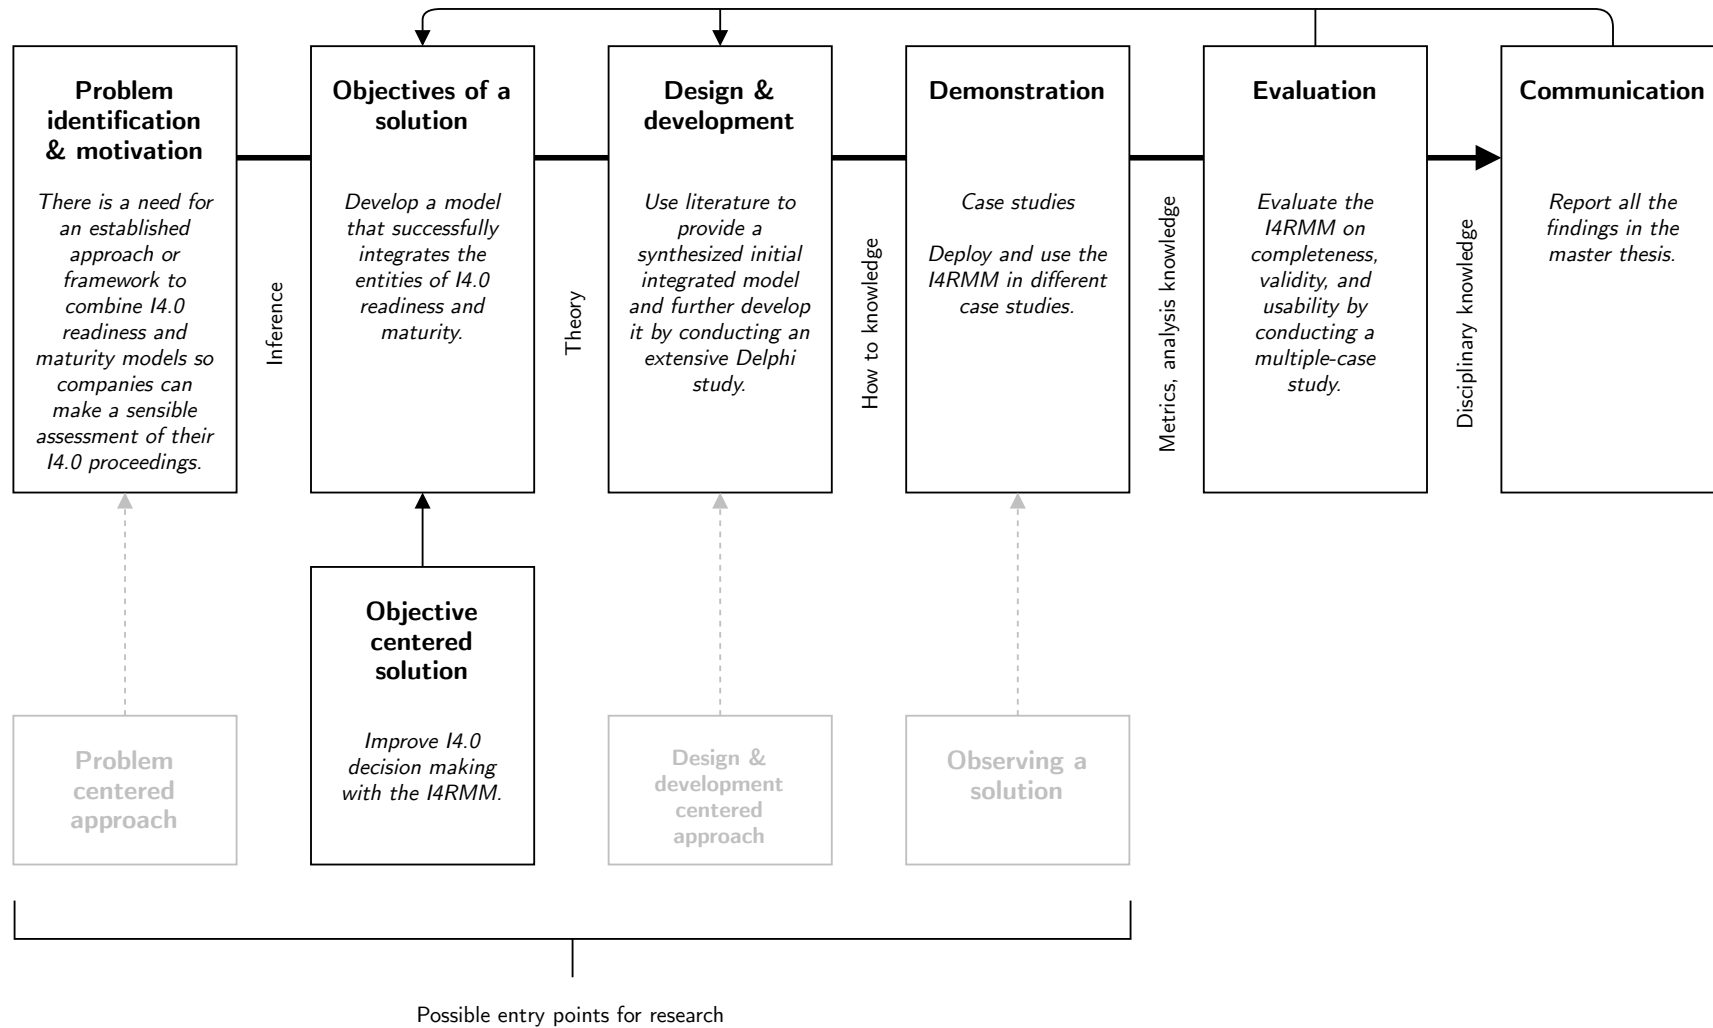 Problem
identification
& motivation
There is a need for
an established
approach or
framework to
combine I4.0
readiness and
maturity models so
companies can
make a sensible
assessment of their
I4.0 proceedings.
Inference
Objectives of a
solution
Develop a model
that successfully
integrates the
entities of I4.0
readiness and
maturity.
Theory
Design &
development
Use literature to
provide a
synthesized initial
integrated model
and further develop
it by conducting an
extensive Delphi
study.
How to knowledge
Demonstration
Case studies
Deploy and use the
I4RMM in different
case studies.
Metrics, analysis knowledge
Evaluation
Evaluate the
I4RMM on
completeness,
validity, and
usability by
conducting a
multiple-case
study.
Disciplinary knowledge
Communication
Report all the
findings in the
master thesis.
Problem
centered
approach
Objective
centered
solution
Improve I4.0
decision making
with the I4RMM.
Design &
development
centered
approach
Observing a
solution
Possible entry points for research